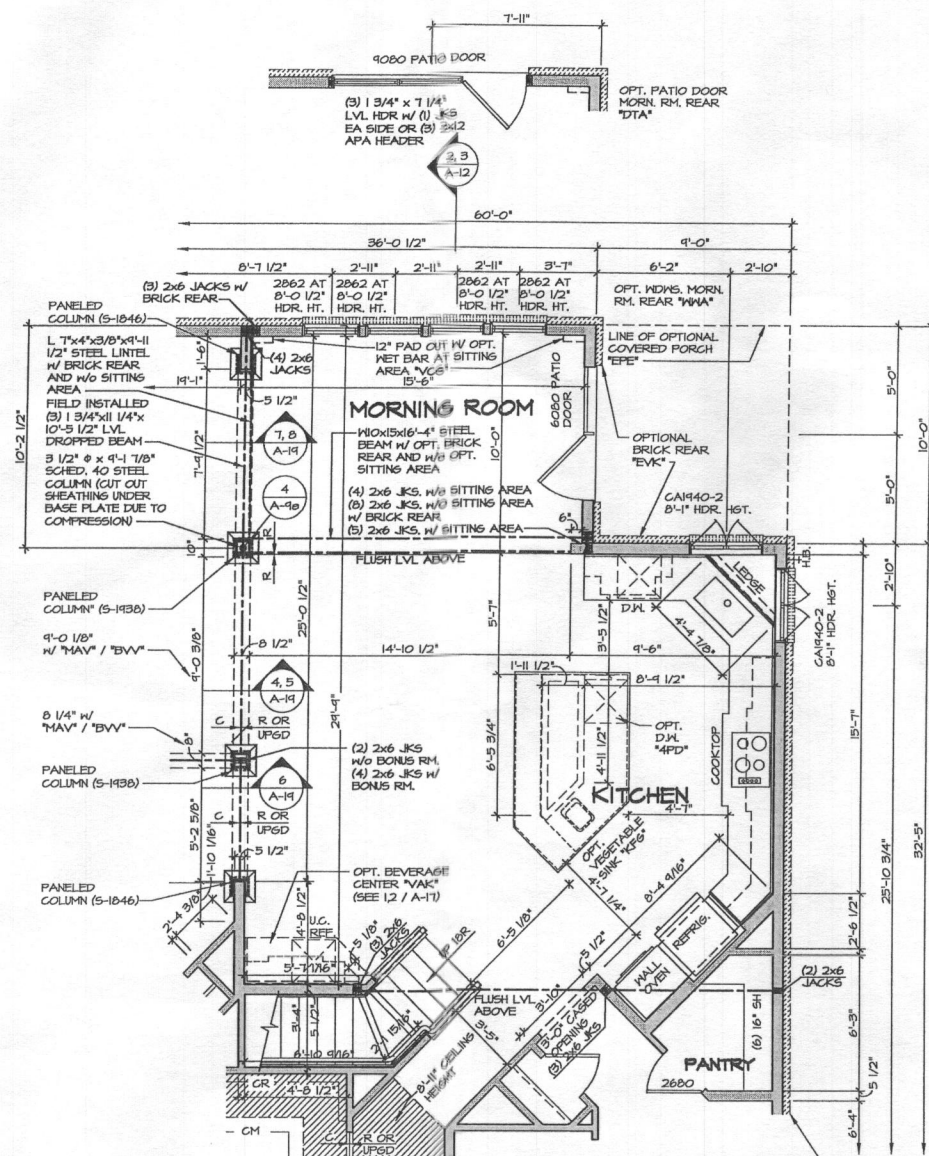 7'-11"
9080 PATIO DOOR
(3) 1 3/4" x 7 1/4"
LVL HDR W/ (1) JKS
EA SIDE OR (3) 2x12
APA HEADER
OPT. PATIO DOOR
MORN. RM. REAR
"DTA"
2, 3
A-12
60'-0"
36'-0 1/2"
9'-0"
8'-7 1/2"
2'-11"
2'-11"
2'-11"
3'-7"
6'-2"
2'-10"
(3) 2x6 JACKS W/
BRICK REAR
2862 AT
8'-0 1/2"
HDR. HT.
2862 AT
8'-0 1/2"
HDR. HT.
2862 AT
8'-0 1/2"
HDR. HT.
2862 AT
8'-0 1/2"
HDR. HT.
OPT. WDWS. MORN.
RM. REAR "WWA"
PANELED
COLUMN (S-1846)
L 7"x4"x3/8"x9'-11
1/2" STEEL LINTEL
W/ BRICK REAR
AND W/o SITTING
AREA
FIELD INSTALLED
(3) 1 3/4"x11 1/4"x
10'-5 1/2" LVL
DROPPED BEAM
3 1/2" Φ x 9'-1 7/8"
SCHED. 40 STEEL
COLUMN (CUT OUT
SHEATHING UNDER
BASE PLATE DUE TO
COMPRESSION)
10'-2 1/2"
1'-6"
(4) 2x6
JACKS
12" PAD OUT W/ OPT.
WET BAR AT SITTING
AREA "VCG"
LINE OF OPTIONAL
COVERED PORCH
"EPE"
19'-1"
15'-6"
5 1/2"
MORNING ROOM
6080 PATIO
DOOR
5'-0"
10'-0"
5'-0"
7, 8
A-19
7'-9 1/2"
W10x15x16'-4" STEEL
BEAM W/ OPT. BRICK
REAR AND W/o OPT.
SITTING AREA
10'-0"
OPTIONAL
BRICK REAR
"EVK"
4
A-9a
(4) 2x6 JKS. W/o SITTING AREA
(8) 2x6 JKS. W/o SITTING AREA
W/ BRICK REAR
(5) 2x6 JKS. W/ SITTING AREA
6"
CA1940-2
8'-1" HDR. HGT.
10"
R
R
FLUSH LVL ABOVE
H.B.
2'-10"
LEDGE
PANELED
COLUMN" (S-1938)
D.W.
CA1940-2
8'-1" HDR. HGT.
25'-0 1/2"
5'-7"
3'-5 1/2"
4'-4 7/8"
9'-0 1/8"
W/ "MAV" / "BVV"
9'-0 3/8"
8 1/2"
14'-10 1/2"
9'-6"
1'-11 1/2"
8'-9 1/2"
4, 5
A-19
29'-9"
8 1/4" W/
"MAV" / "BVV"
8"
C
R OR
UPGD
6'-5 3/4"
4'-11 1/2"
OPT.
D.W.
"4PD"
COOKTOP
15'-7"
PANELED
COLUMN (S-1938)
(2) 2x6 JKS
W/o BONUS RM.
(4) 2x6 JKS W/
BONUS RM.
6
A-19
KITCHEN
4'-7"
C
R OR
UPGD
5'-2 5/8"
1'-10 1/16"
5 1/2"
OPT.
VEGETABLE
SINK "KFS"
25'-10 3/4"
32'-5"
PANELED
COLUMN (S-1846)
OPT. BEVERAGE
CENTER "VAK"
(SEE 1,2 / A-17)
4'-7 1/4"
8'-4 9/16"
2'-4 3/8"
4'-8 1/2"
U.C.
REF.
4'-5 1/8"
(3) 2x6
JACKS
UP 18R
6'-5 1/8"
5 1/2"
REFRIG.
WALL
OVEN
2'-6 1/2"
5'-7 1/16"
(2) 2x6
JACKS
FLUSH LVL
ABOVE
3'-10"
3'-0" CASED
OPENING
(3) 2x6 JKS
(6) 16" SH
3'-4"
5 1/2"
2'-1 15/16"
3'-5"
6'-3"
6'-10 9/16"
8'-11" CEILING
HEIGHT
PANTRY
2680
5 1/2"
CR
4'-8 1/2"
6'-4"
CM
C
R OR
UPGD